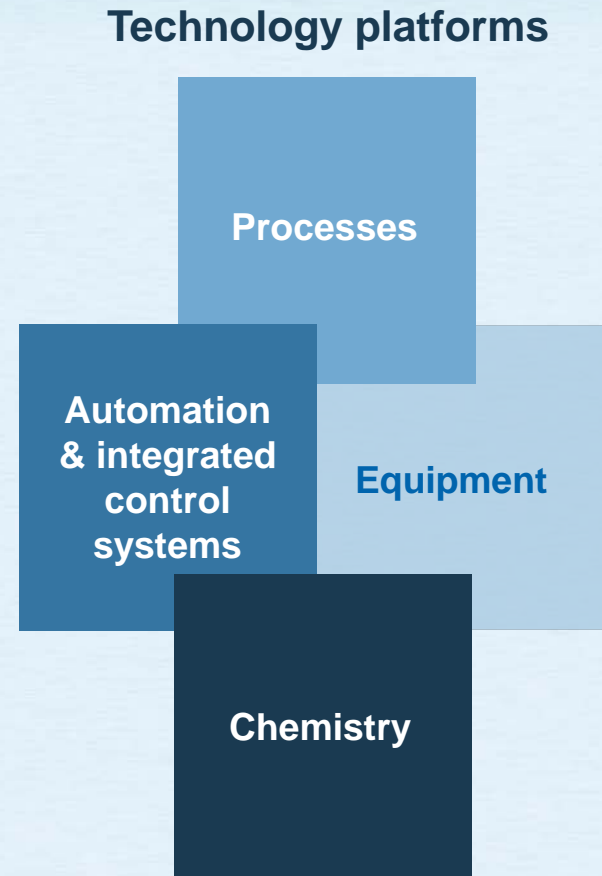 Technology platforms
Processes
Automation
& integrated
control
systems
Equipment
Chemistry